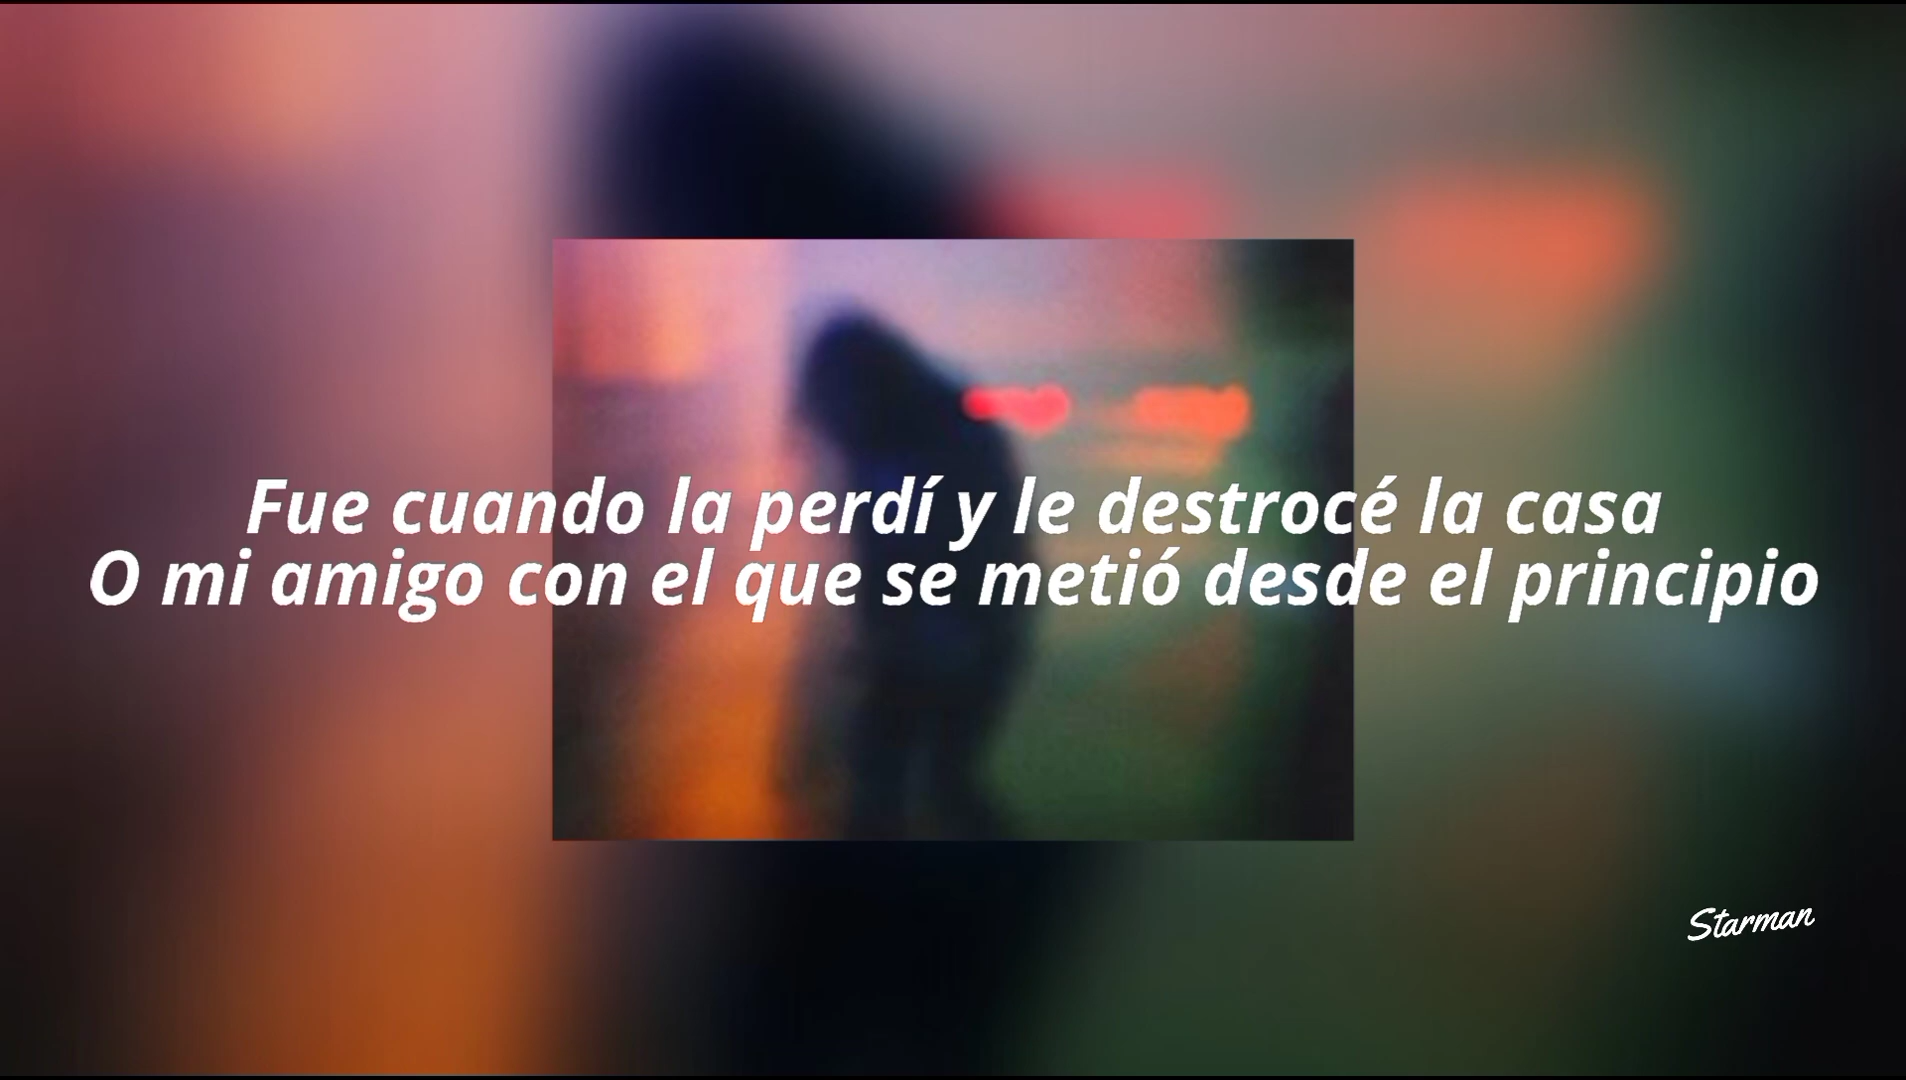 Fue cuando la perdí y le destrocé la casa
O mi amigo con el que se metió desde el principio
Starman